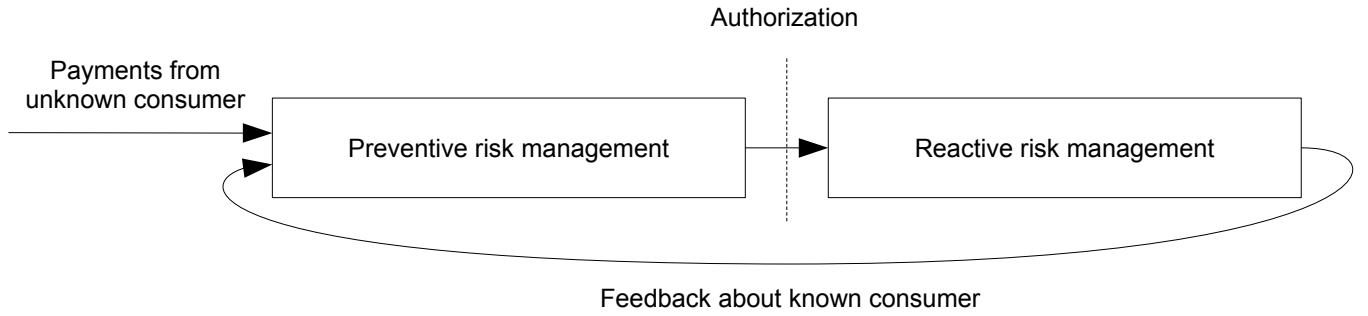 Authorization
Payments from
unknown consumer
Preventive risk management
Reactive risk management
Feedback about known consumer